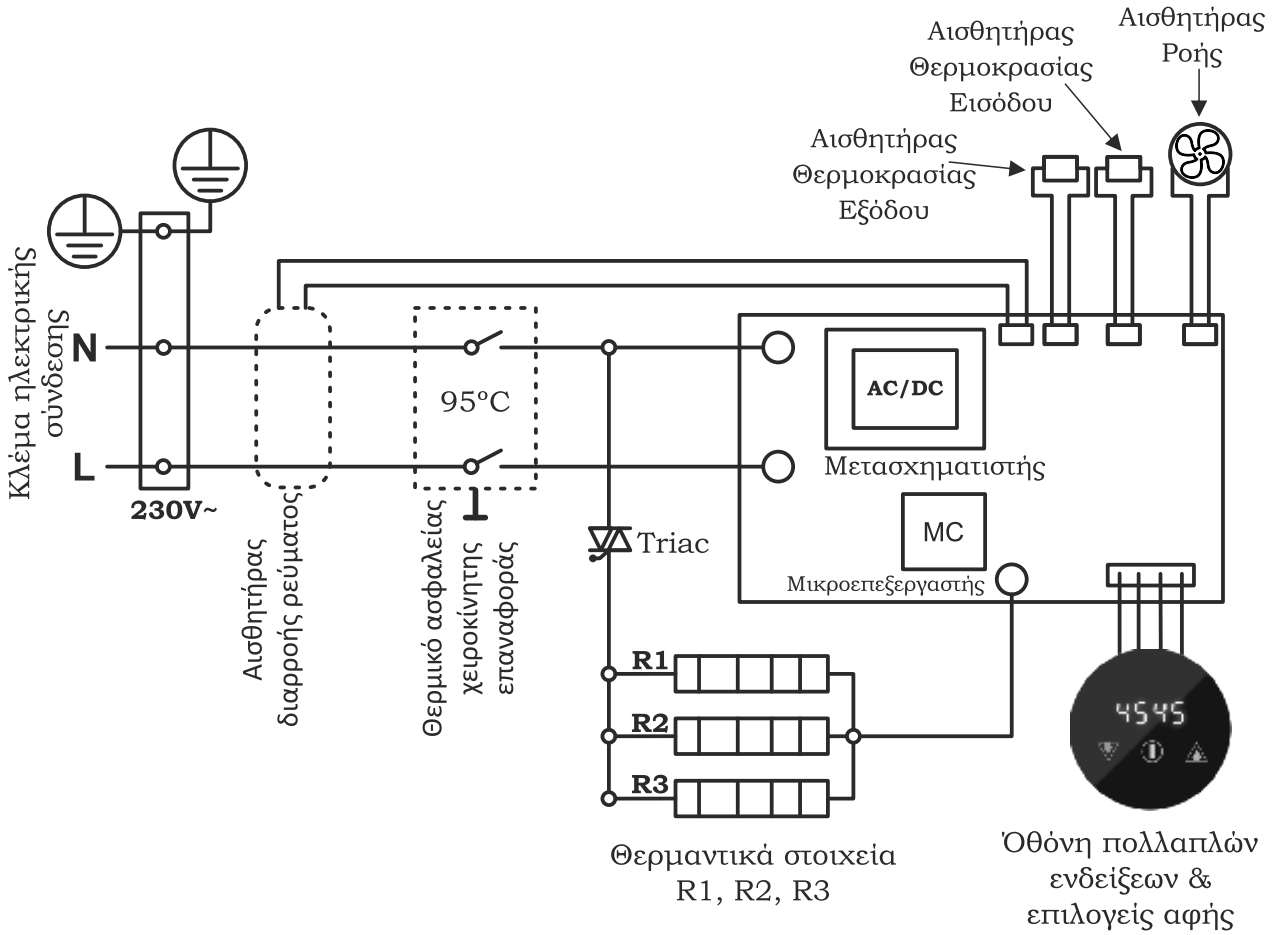 Αισθητήρας
Ροής
Αισθητήρας
Θερμοκρασίας
Εισόδου
Αισθητήρας
Θερμοκρασίας
Εξόδου
Κλέμα ηλεκτρικής
σύνδεσης
N
L
230V~
Αισθητήρας
διαρροής ρεύματος
95°C
Θερμικό ασφαλείας
χειροκίνητης
επαναφοράς
Triac
AC/DC
Μετασχηματιστής
MC
Μικροεπεξεργαστής
R1
R2
R3
Θερμαντικά στοιχεία
R1, R2, R3
4545
Όθόνη πολλαπλών
ενδείξεων &
επιλογείς αφής